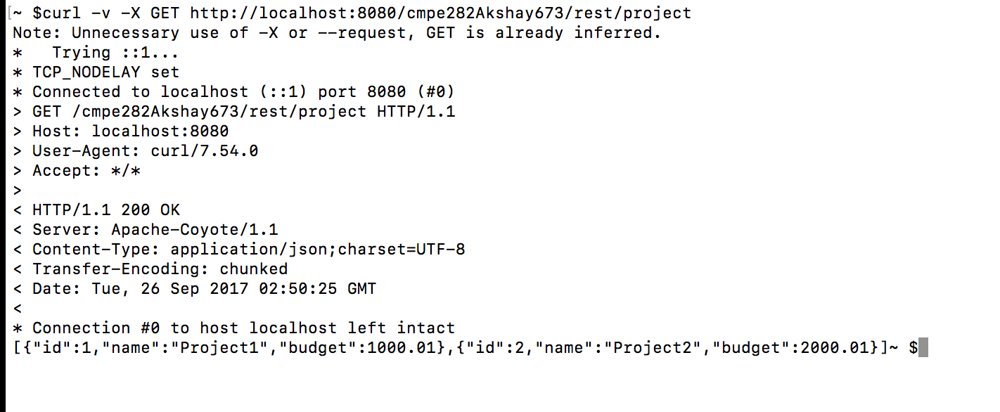 [~ $curl -v -X GET http://localhost:8080/cmpe282Akshay673/rest/project
Note: Unnecessary use of -X or --request, GET is already inferred.
*   Trying ::1...
* TCP_NODELAY set
* Connected to localhost (::1) port 8080 (#0)
> GET /cmpe282Akshay673/rest/project HTTP/1.1
> Host: localhost:8080
> User-Agent: curl/7.54.0
> Accept: */*
>
< HTTP/1.1 200 OK
< Server: Apache-Coyote/1.1
< Content-Type: application/json;charset=UTF-8
< Transfer-Encoding: chunked
< Date: Tue, 26 Sep 2017 02:50:25 GMT
<
* Connection #0 to host localhost left intact
[{"id":1,"name":"Project1","budget":1000.01},{"id":2,"name":"Project2","budget":2000.01}]~ $